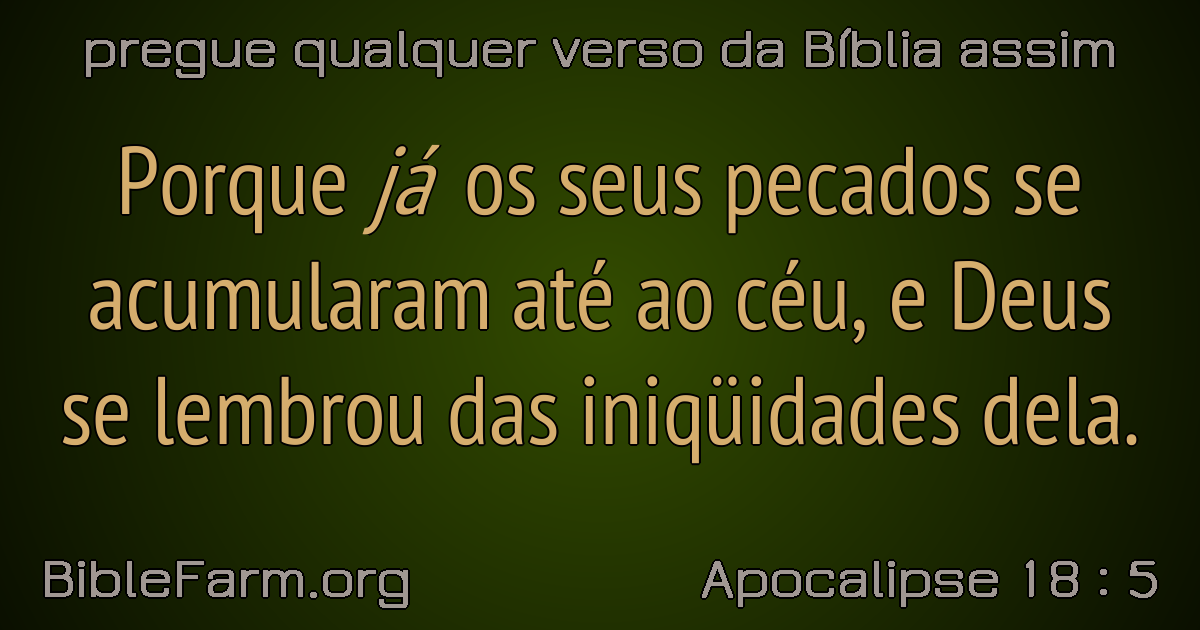 pregue qualquer verso da Bíblia assim
Porque já os seus pecados se
acumularam até ao céu, e Deus
se lembrou das iniqüidades dela.
BibleFarm.org
Apocalipse 18 : 5